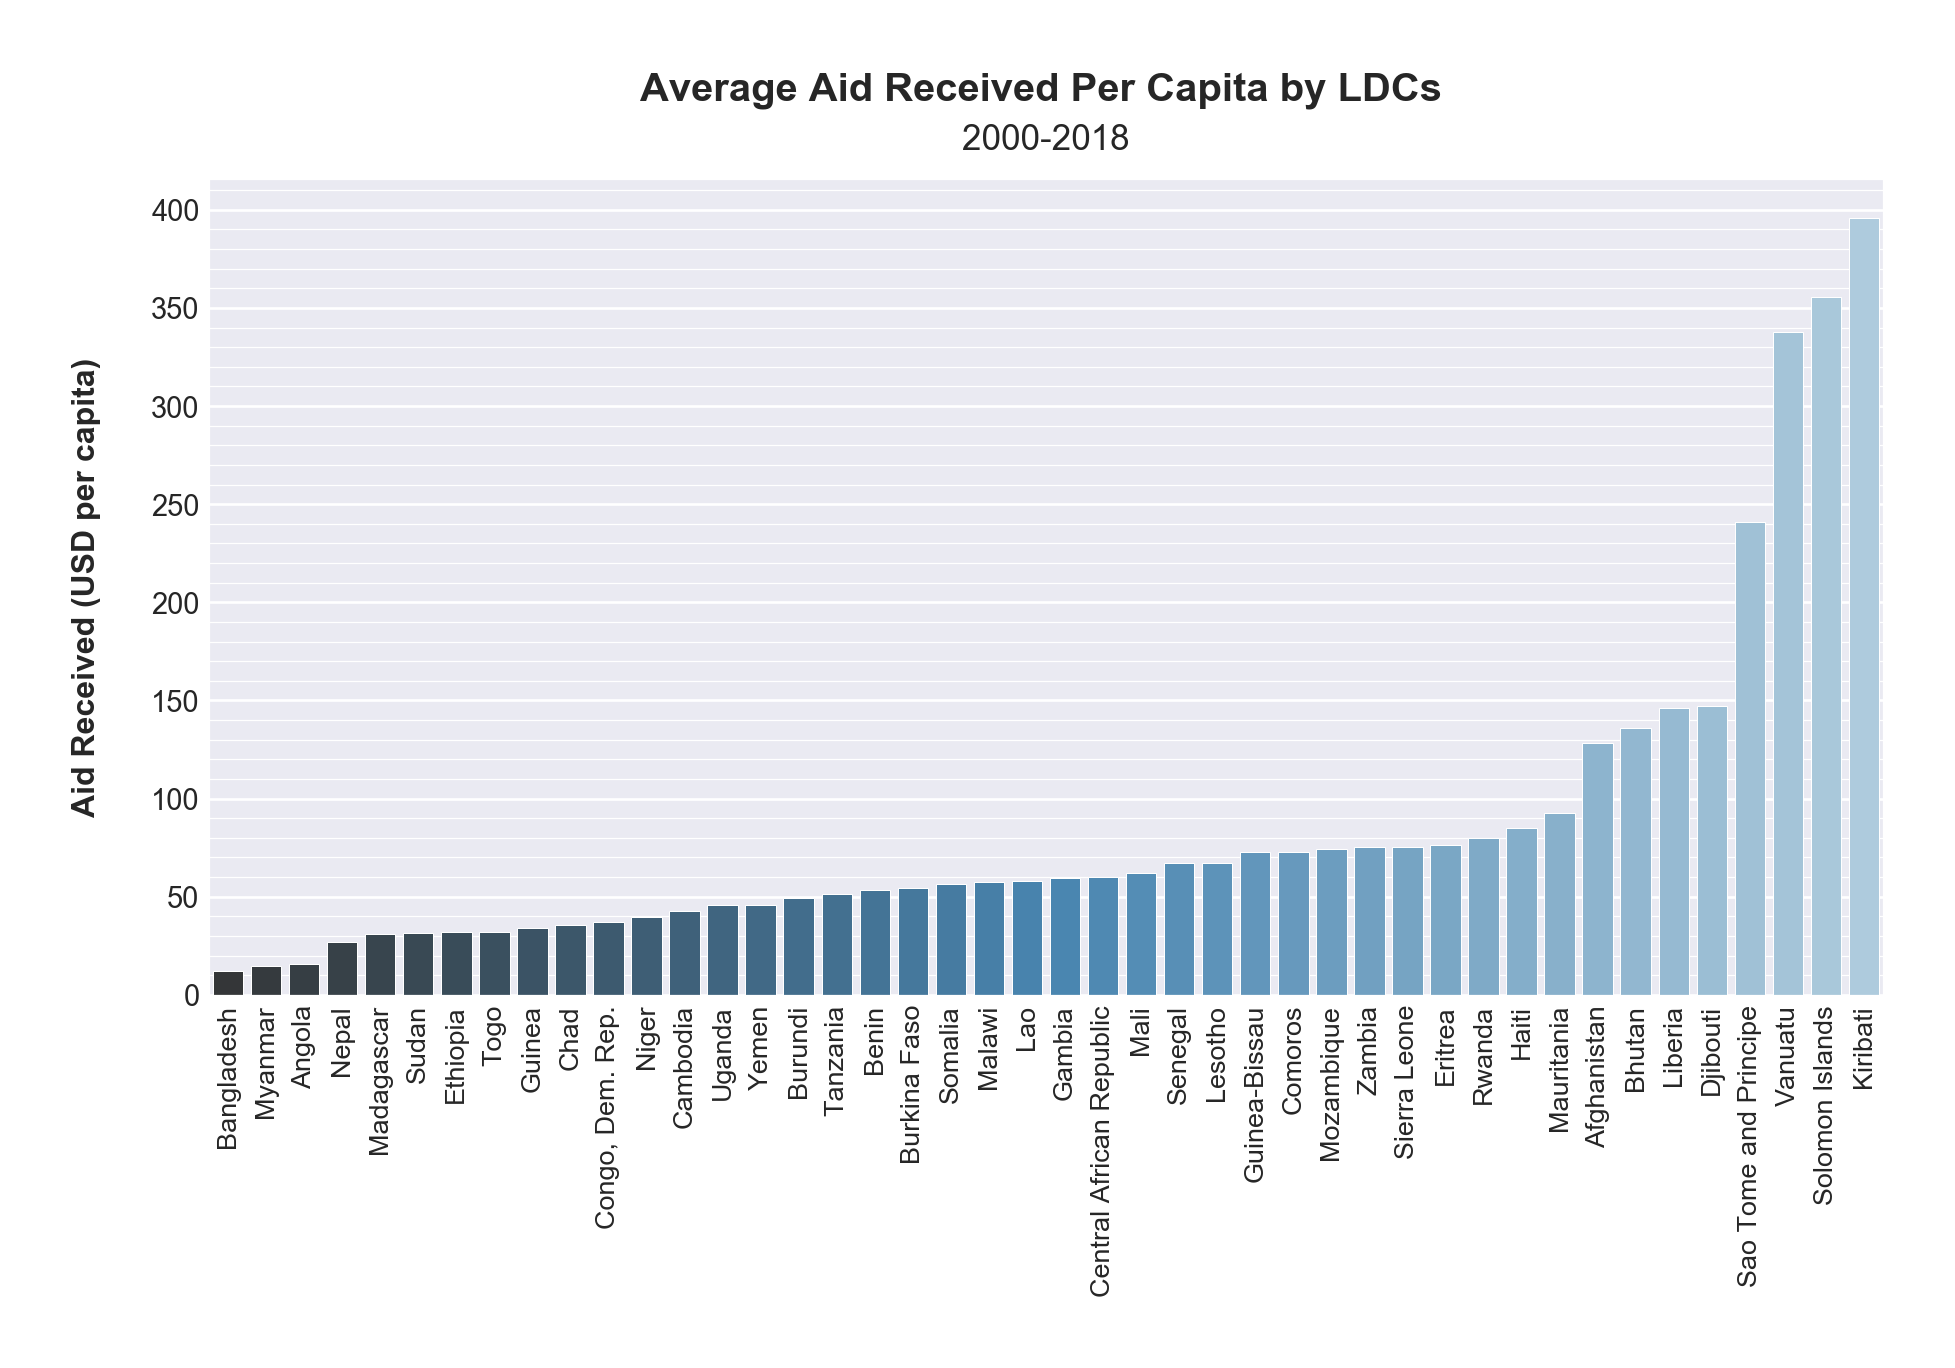 Average Aid Received Per Capita by LDCs
2000-2018
Aid Received (USD per capita)
400
350
300
250
200
150
100
50
0
Bangladesh
Myanmar
Angola
Nepal
Madagascar
Sudan
Ethiopia
Togo
Guinea
Chad
Congo, Dem. Rep.
Niger
Cambodia
Uganda
Yemen
Burundi
Tanzania
Benin
Burkina Faso
Somalia
Malawi
Lao
Gambia
Central African Republic
Mali
Senegal
Lesotho
Guinea-Bissau
Comoros
Mozambique
Zambia
Sierra Leone
Eritrea
Rwanda
Haiti
Mauritania
Afghanistan
Bhutan
Liberia
Djibouti
Sao Tome and Principe
Vanuatu
Solomon Islands
Kiribati